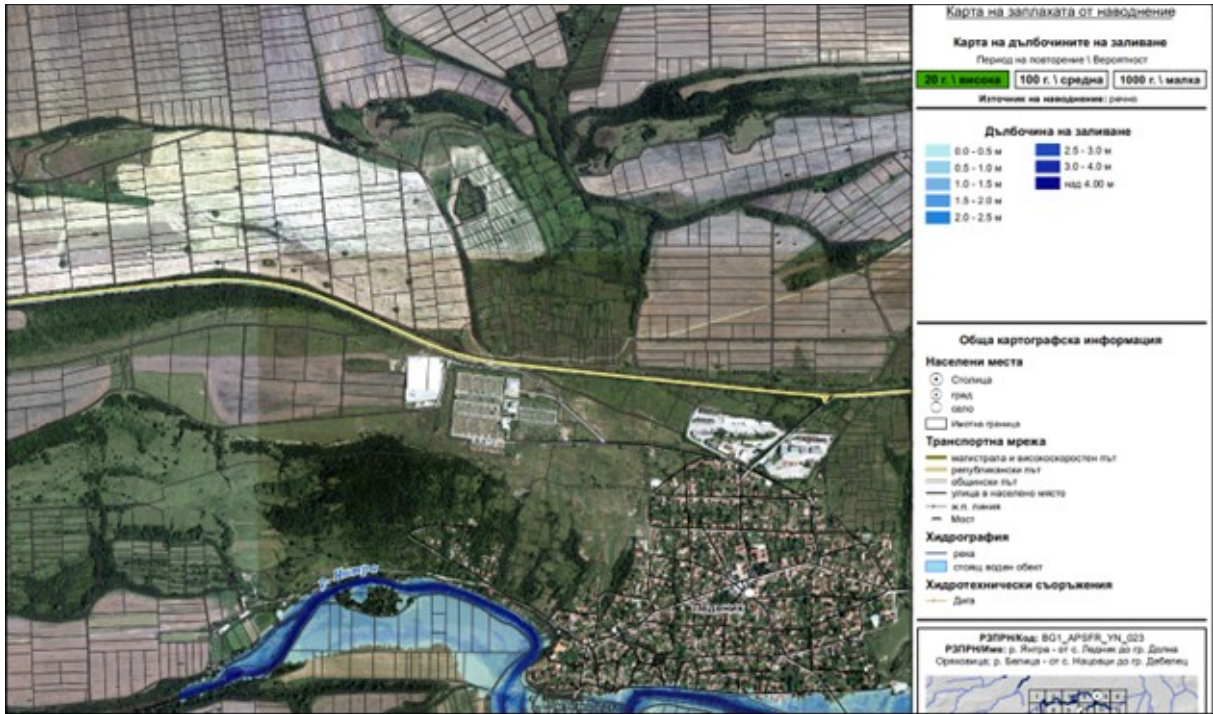 Карта на заплахата от наводнение
Карта на дълбочините на заливане
Период на повторение \ Вероятност
20 г. \ висока
100 г. \ средна
1000 г. \ малка
Източник на наводнение: речно
Дълбочина на заливане
0.0 - 0.5 м
0.5 - 1.0 м
1.0 - 1.5 м
1.5 - 2.0 м
2.0 - 2.5 м
2.5 - 3.0 м
3.0 - 4.0 м
над 4.00 м
Обща картографска информация
Населени места
Столица
град
село
Имотна граница
Транспортна мрежа
магистрала и високоскоростен път
републикански път
общински път
улица в населено място
ж.п. линия
Мост
Хидрография
река
стоящ воден обект
Хидротехнически съоръжения
Дига
РЗПРН/Код: BG1_APSFR_YN_023
РЗПРН/Име: р. Янтра - от с. Ледник до гр. Долна
Оряховица; р. Белица - от с. Нацовци до гр. Дебелец
р. Янтра